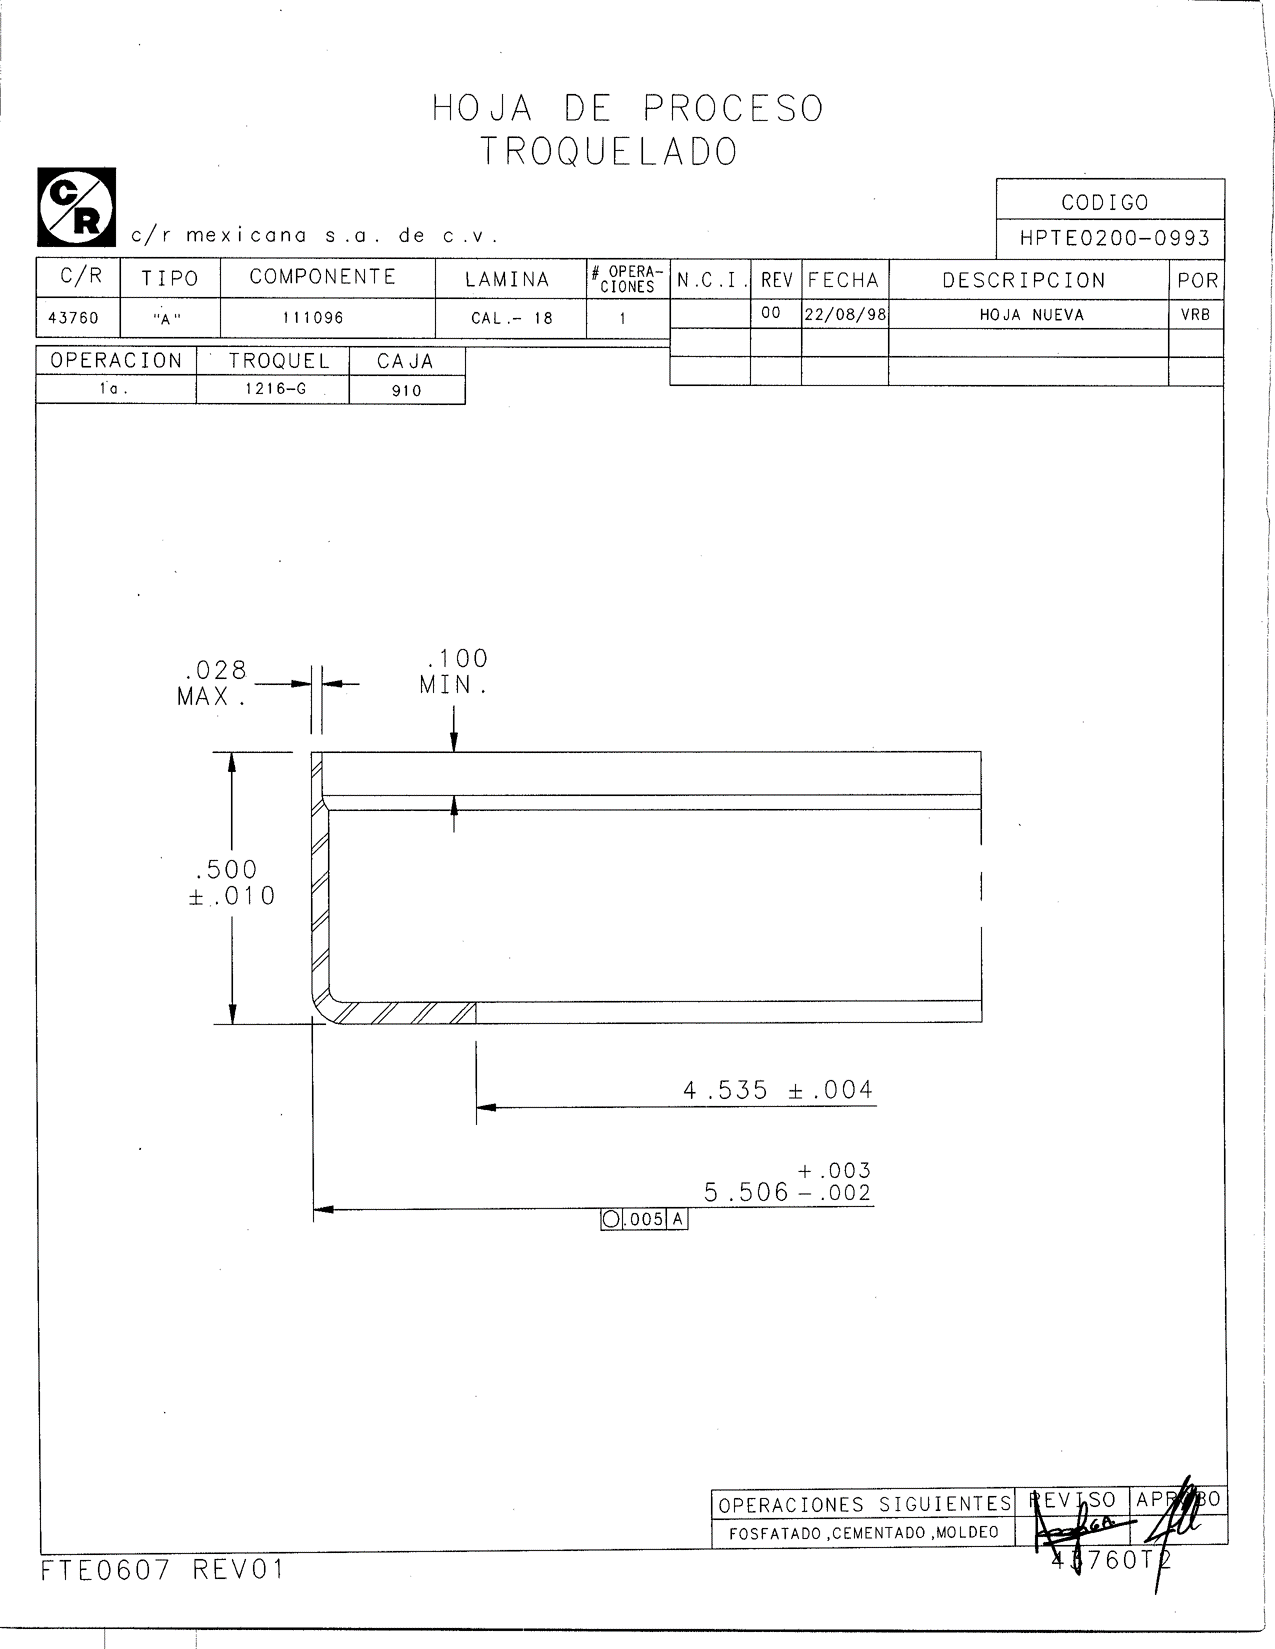 HOJA DE PROCESO
TROQUELADO
C/R
c/r mexicana s.a. de c.v.
CODIGO
HPTE0200-0993
C/R TIPO COMPONENTE LAMINA # OPERA-CIONES N.C.I. REV FECHA DESCRIPCION POR
43760 "A" 111096 CAL.- 18 1 00 22/08/98 HOJA NUEVA VRB
OPERACION TROQUEL CAJA
1a. 1216-G 910
.028
MAX.
.100
MIN.
.500
±.010
4.535 ±.004
+.003
5.506 -.002
.005 A
OPERACIONES SIGUIENTES REVISO APROBO
FOSFATADO,CEMENTADO,MOLDEO
FTE0607 REV01
43760T2